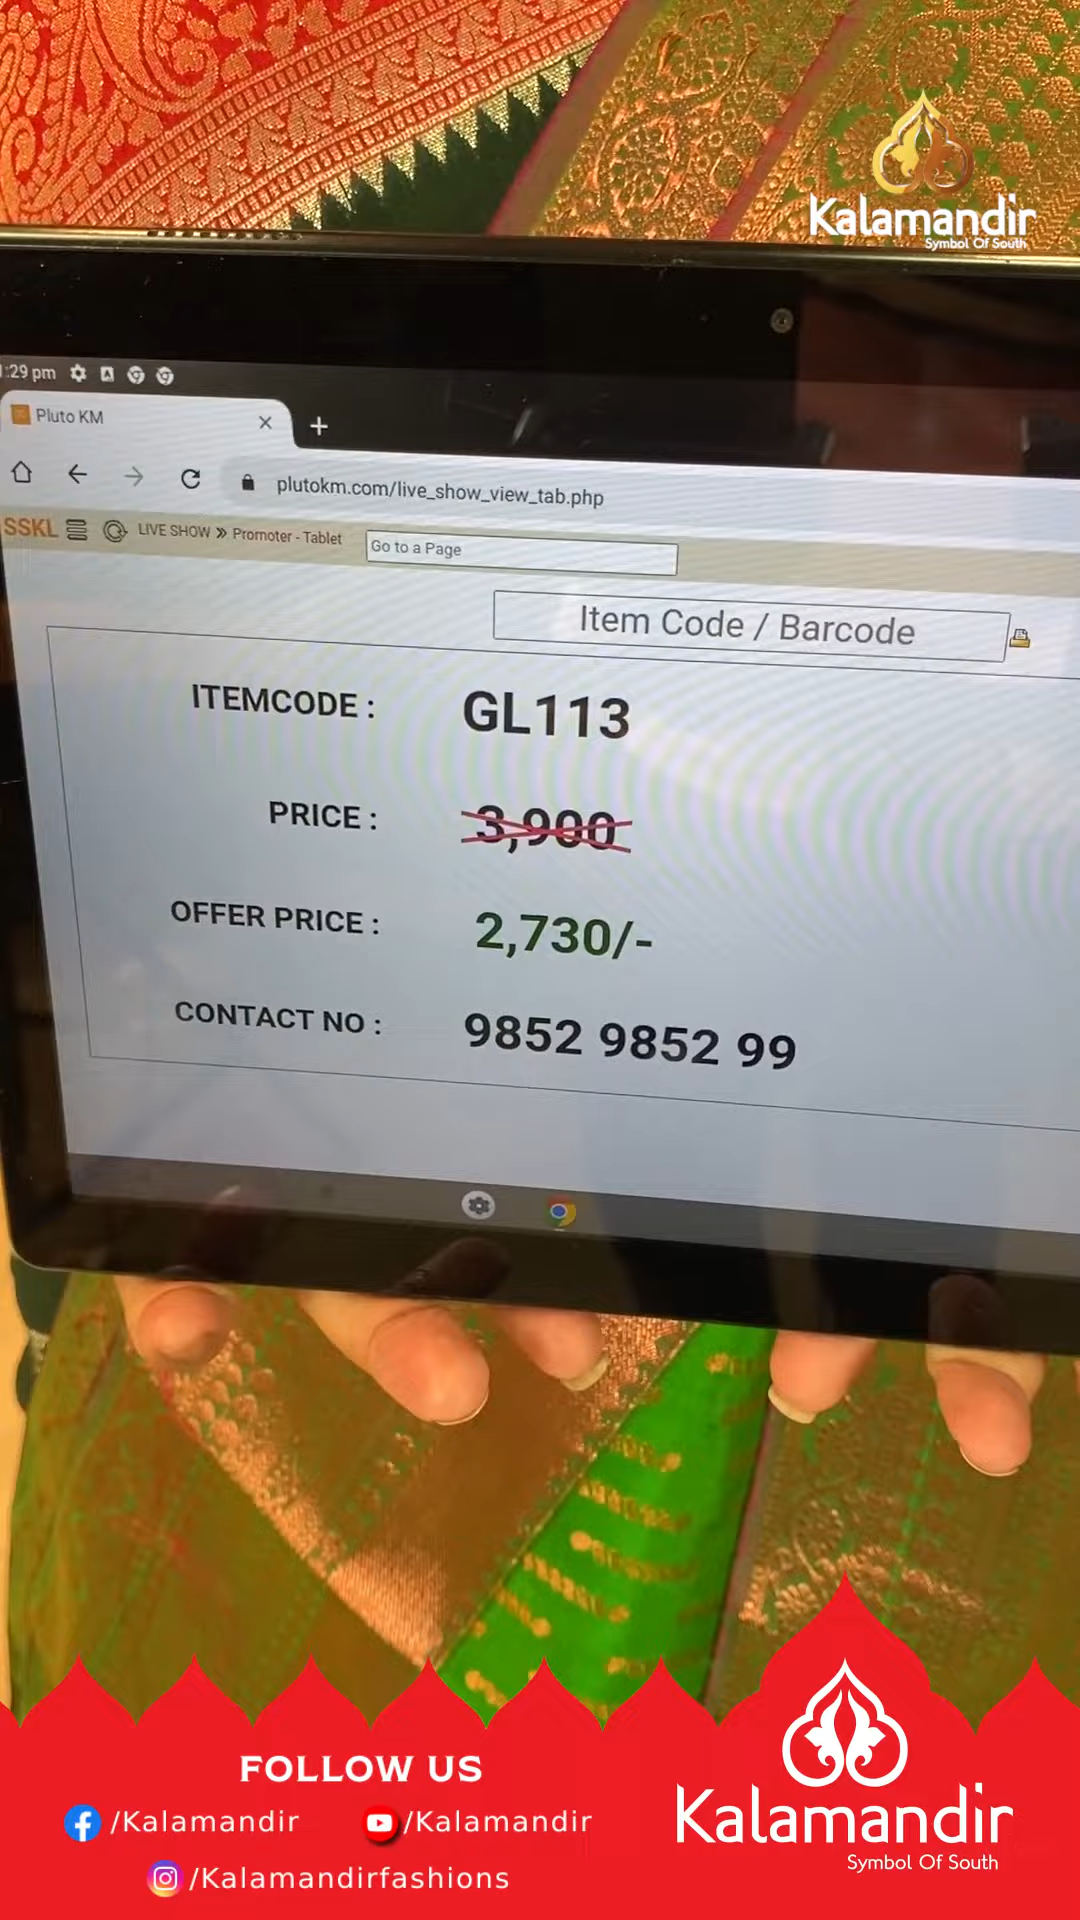 Kalamandir
Symbol Of South
:29 pm
Pluto KM
plutokm.com/live_show_view_tab.php
SSKL LIVE SHOW » Promoter - Tablet Go to a Page
Item Code / Barcode
ITEMCODE : GL113
PRICE : 3,900
OFFER PRICE : 2,730/-
CONTACT NO : 9852 9852 99
FOLLOW US
/Kalamandir /Kalamandir
/Kalamandirfashions
Kalamandir
Symbol Of South